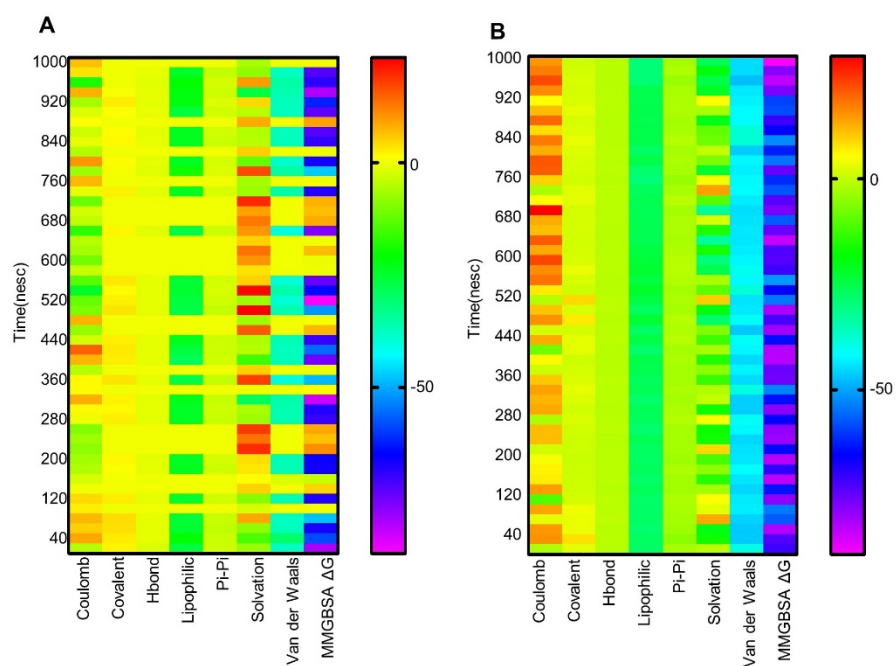 A
1000
920
840
760
680
600
520
440
360
280
200
120
40
Time(nesc)
Coulomb
Covalent
Hbond
Lipophilic
Pi-Pi
Solvation
Van der Waals
MMGBSA ΔG
0
-50
B
1000
920
840
760
680
600
520
440
360
280
200
120
40
Time(nesc)
Coulomb
Covalent
Hbond
Lipophilic
Pi-Pi
Solvation
Van der Waals
MMGBSA ΔG
0
-50